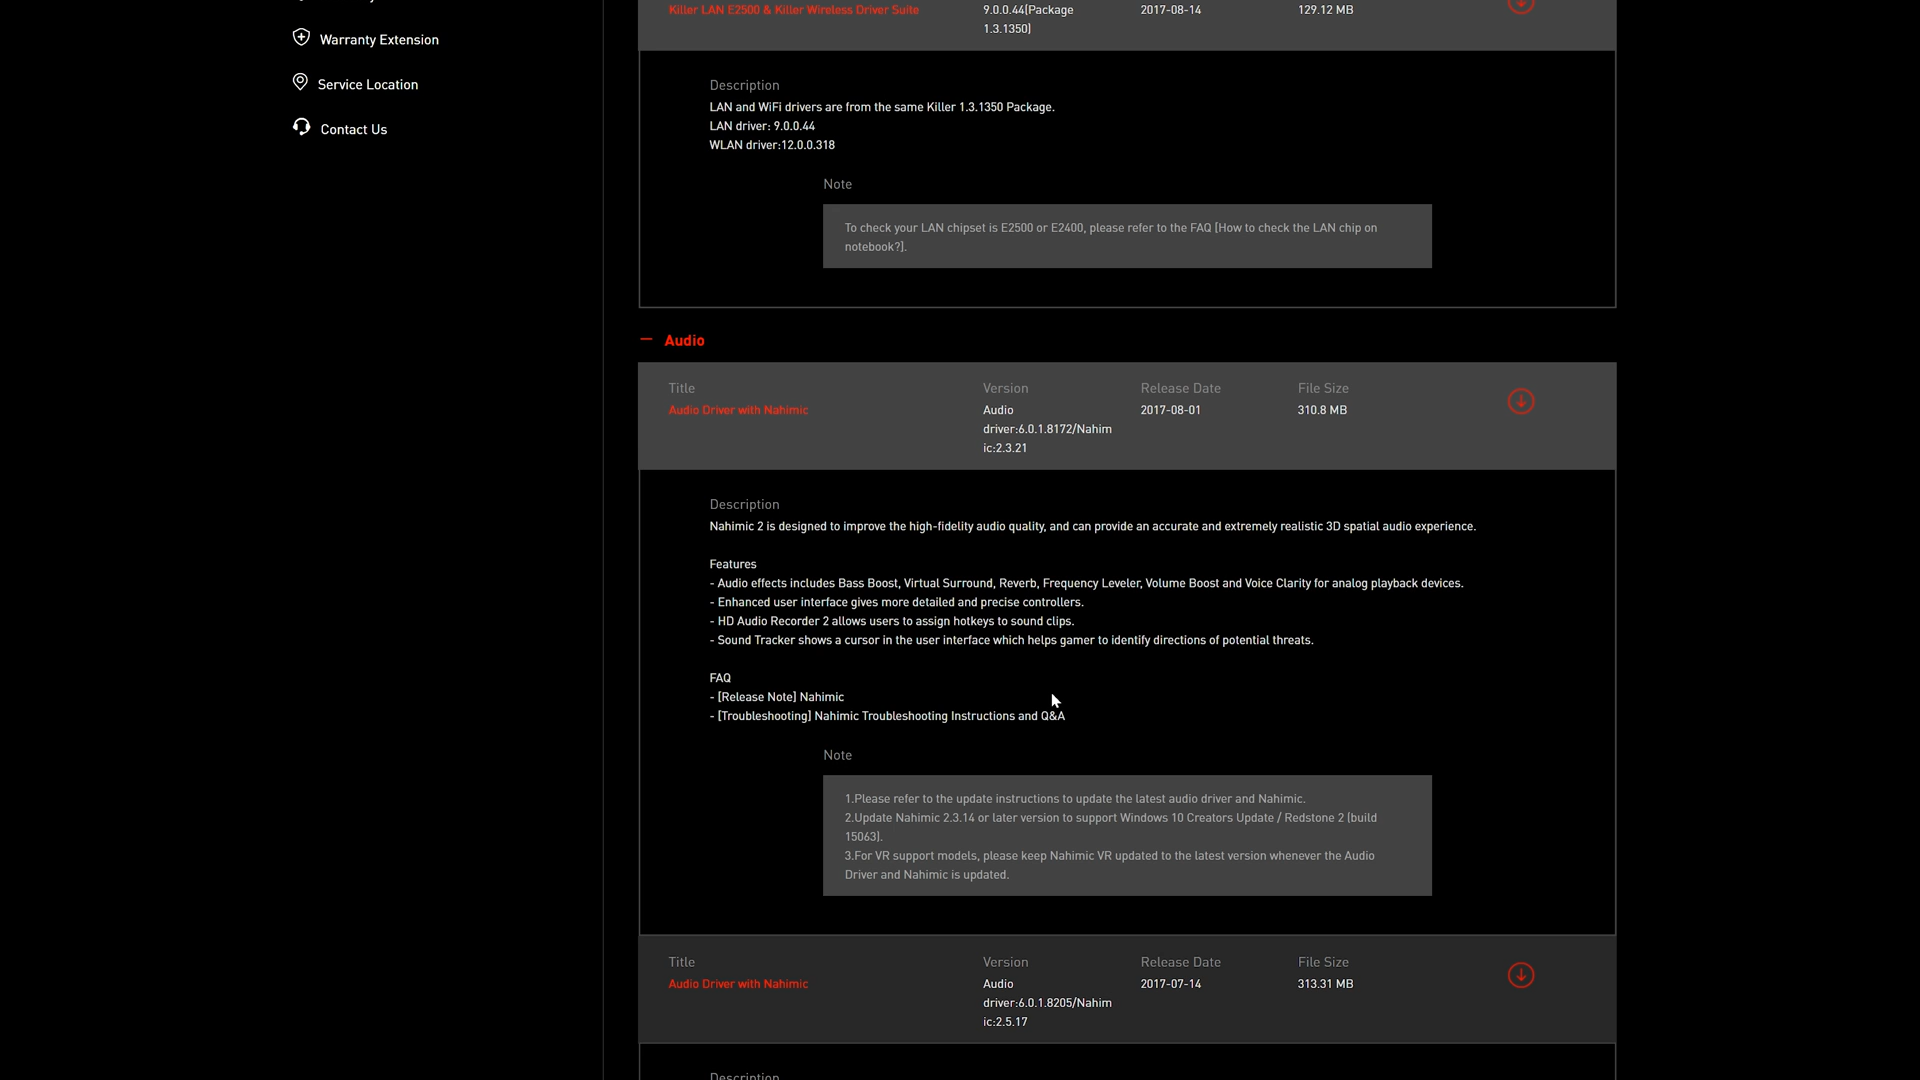 Warranty Extension
Service Location
Contact Us
Killer LAN E2500 & Killer Wireless Driver Suite
9.0.0.44(Package
1.3.1350)
2017-08-14
129.12 MB
Description
LAN and WiFi drivers are from the same Killer 1.3.1350 Package.
LAN driver: 9.0.0.44
WLAN driver:12.0.0.318
Note
To check your LAN chipset is E2500 or E2400, please refer to the FAQ [How to check the LAN chip on
notebook?].
Audio
Title
Version
Release Date
File Size
Audio Driver with Nahimic
Audio
driver:6.0.1.8172/Nahim
ic:2.3.21
2017-08-01
310.8 MB
Description
Nahimic 2 is designed to improve the high-fidelity audio quality, and can provide an accurate and extremely realistic 3D spatial audio experience.
Features
- Audio effects includes Bass Boost, Virtual Surround, Reverb, Frequency Leveler, Volume Boost and Voice Clarity for analog playback devices.
- Enhanced user interface gives more detailed and precise controllers.
- HD Audio Recorder 2 allows users to assign hotkeys to sound clips.
- Sound Tracker shows a cursor in the user interface which helps gamer to identify directions of potential threats.
FAQ
- [Release Note] Nahimic
- [Troubleshooting] Nahimic Troubleshooting Instructions and Q&A
Note
1.Please refer to the update instructions to update the latest audio driver and Nahimic.
2.Update Nahimic 2.3.14 or later version to support Windows 10 Creators Update / Redstone 2 (build
15063).
3.For VR support models, please keep Nahimic VR updated to the latest version whenever the Audio
Driver and Nahimic is updated.
Title
Version
Release Date
File Size
Audio Driver with Nahimic
Audio
driver:6.0.1.8205/Nahim
ic:2.5.17
2017-07-14
313.31 MB
Description